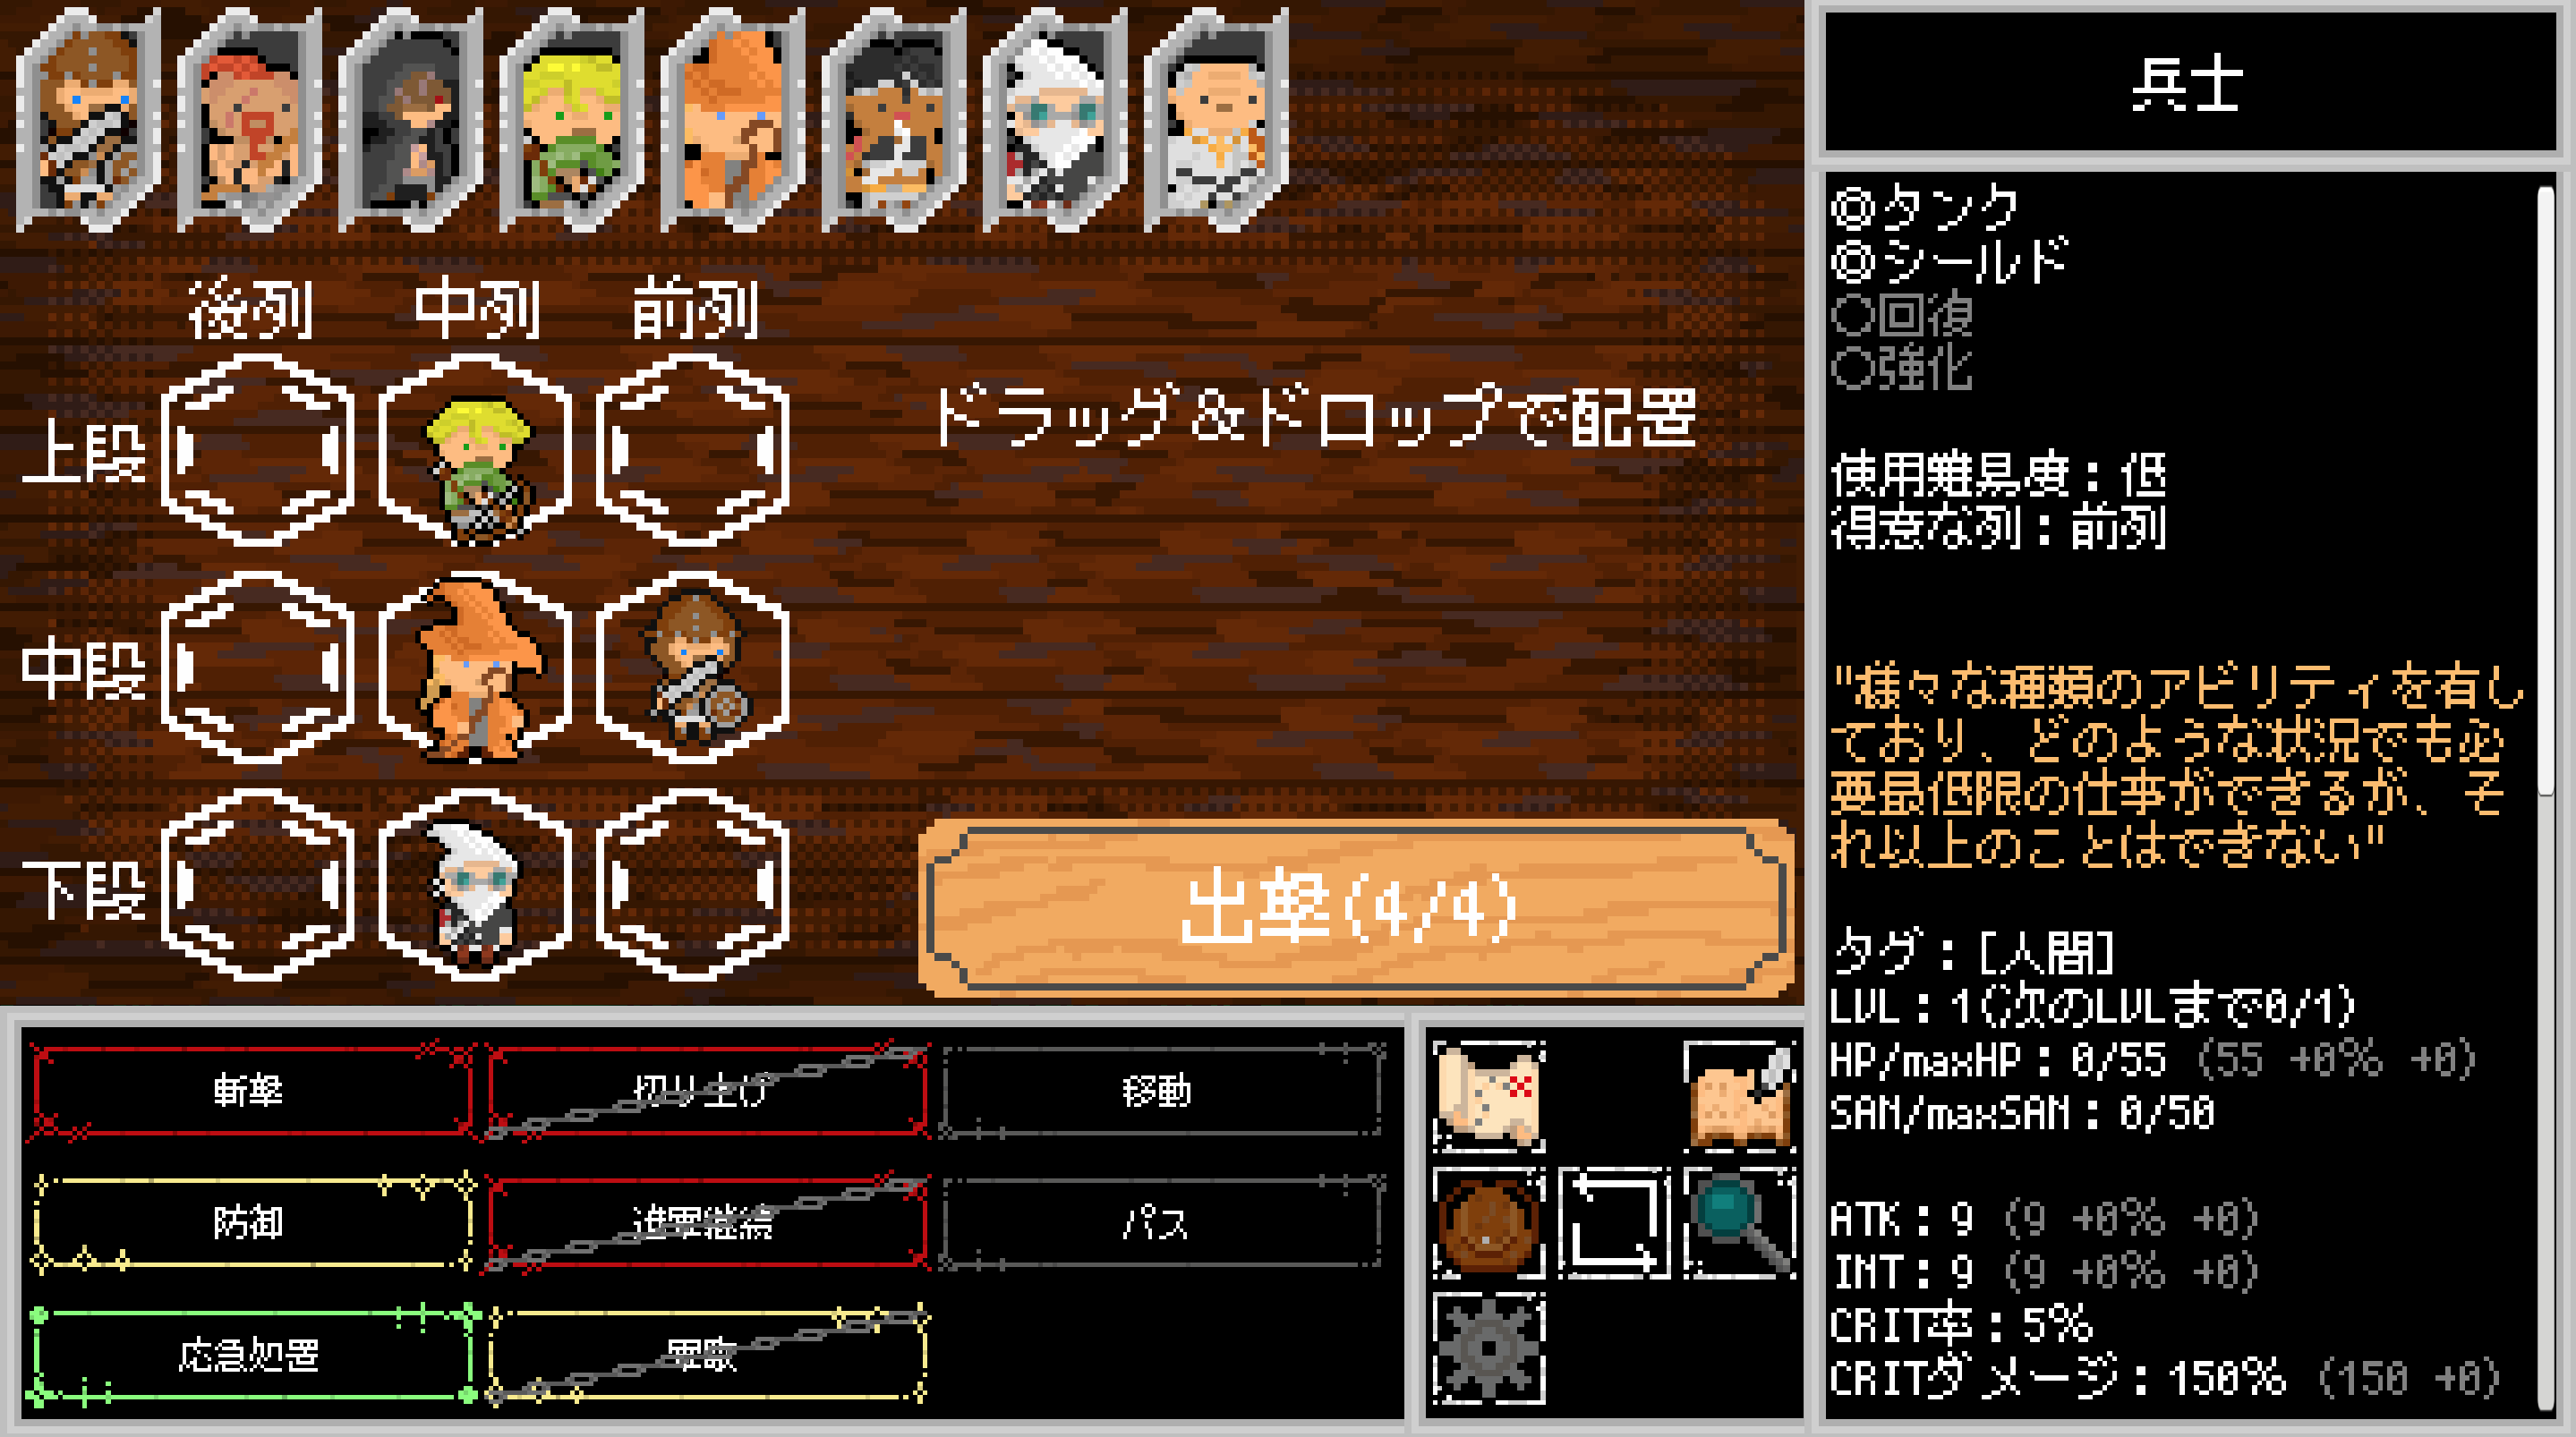 兵士
後列 中列 前列
上段
中段
下段
ドラッグ&ドロップで配置
出撃(4/4)
◎タンク
◎シールド
○回復
○強化
使用難易度:低
得意な列:前列
"様々な種類のアビリティを有し
ており、どのような状況でも必
要最低限の仕事ができるが、そ
れ以上のことはできない"
タグ:[人間]
LVL:1(次のLVLまで0/1)
HP/maxHP:0/55 (55 +0% +0)
SAN/maxSAN:0/50
ATK:9 (9 +0% +0)
INT:9 (9 +0% +0)
CRIT率:5%
CRITダメージ:150% (150 +0)
斬撃 切り上げ 移動
防御 進軍継続 パス
応急処置 軍歌